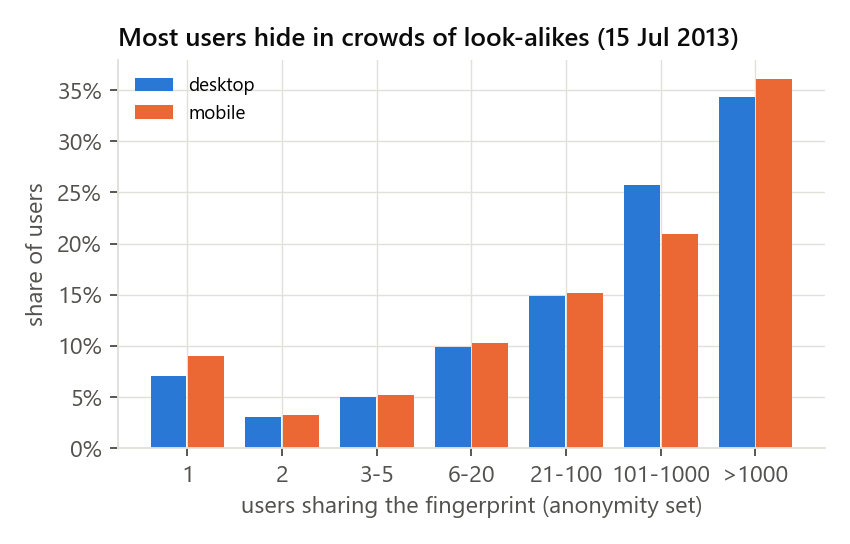 Most users hide in crowds of look-alikes (15 Jul 2013)
desktop
mobile
share of users
35%
30%
25%
20%
15%
10%
5%
0%
1 2 3-5 6-20 21-100 101-1000 >1000
users sharing the fingerprint (anonymity set)